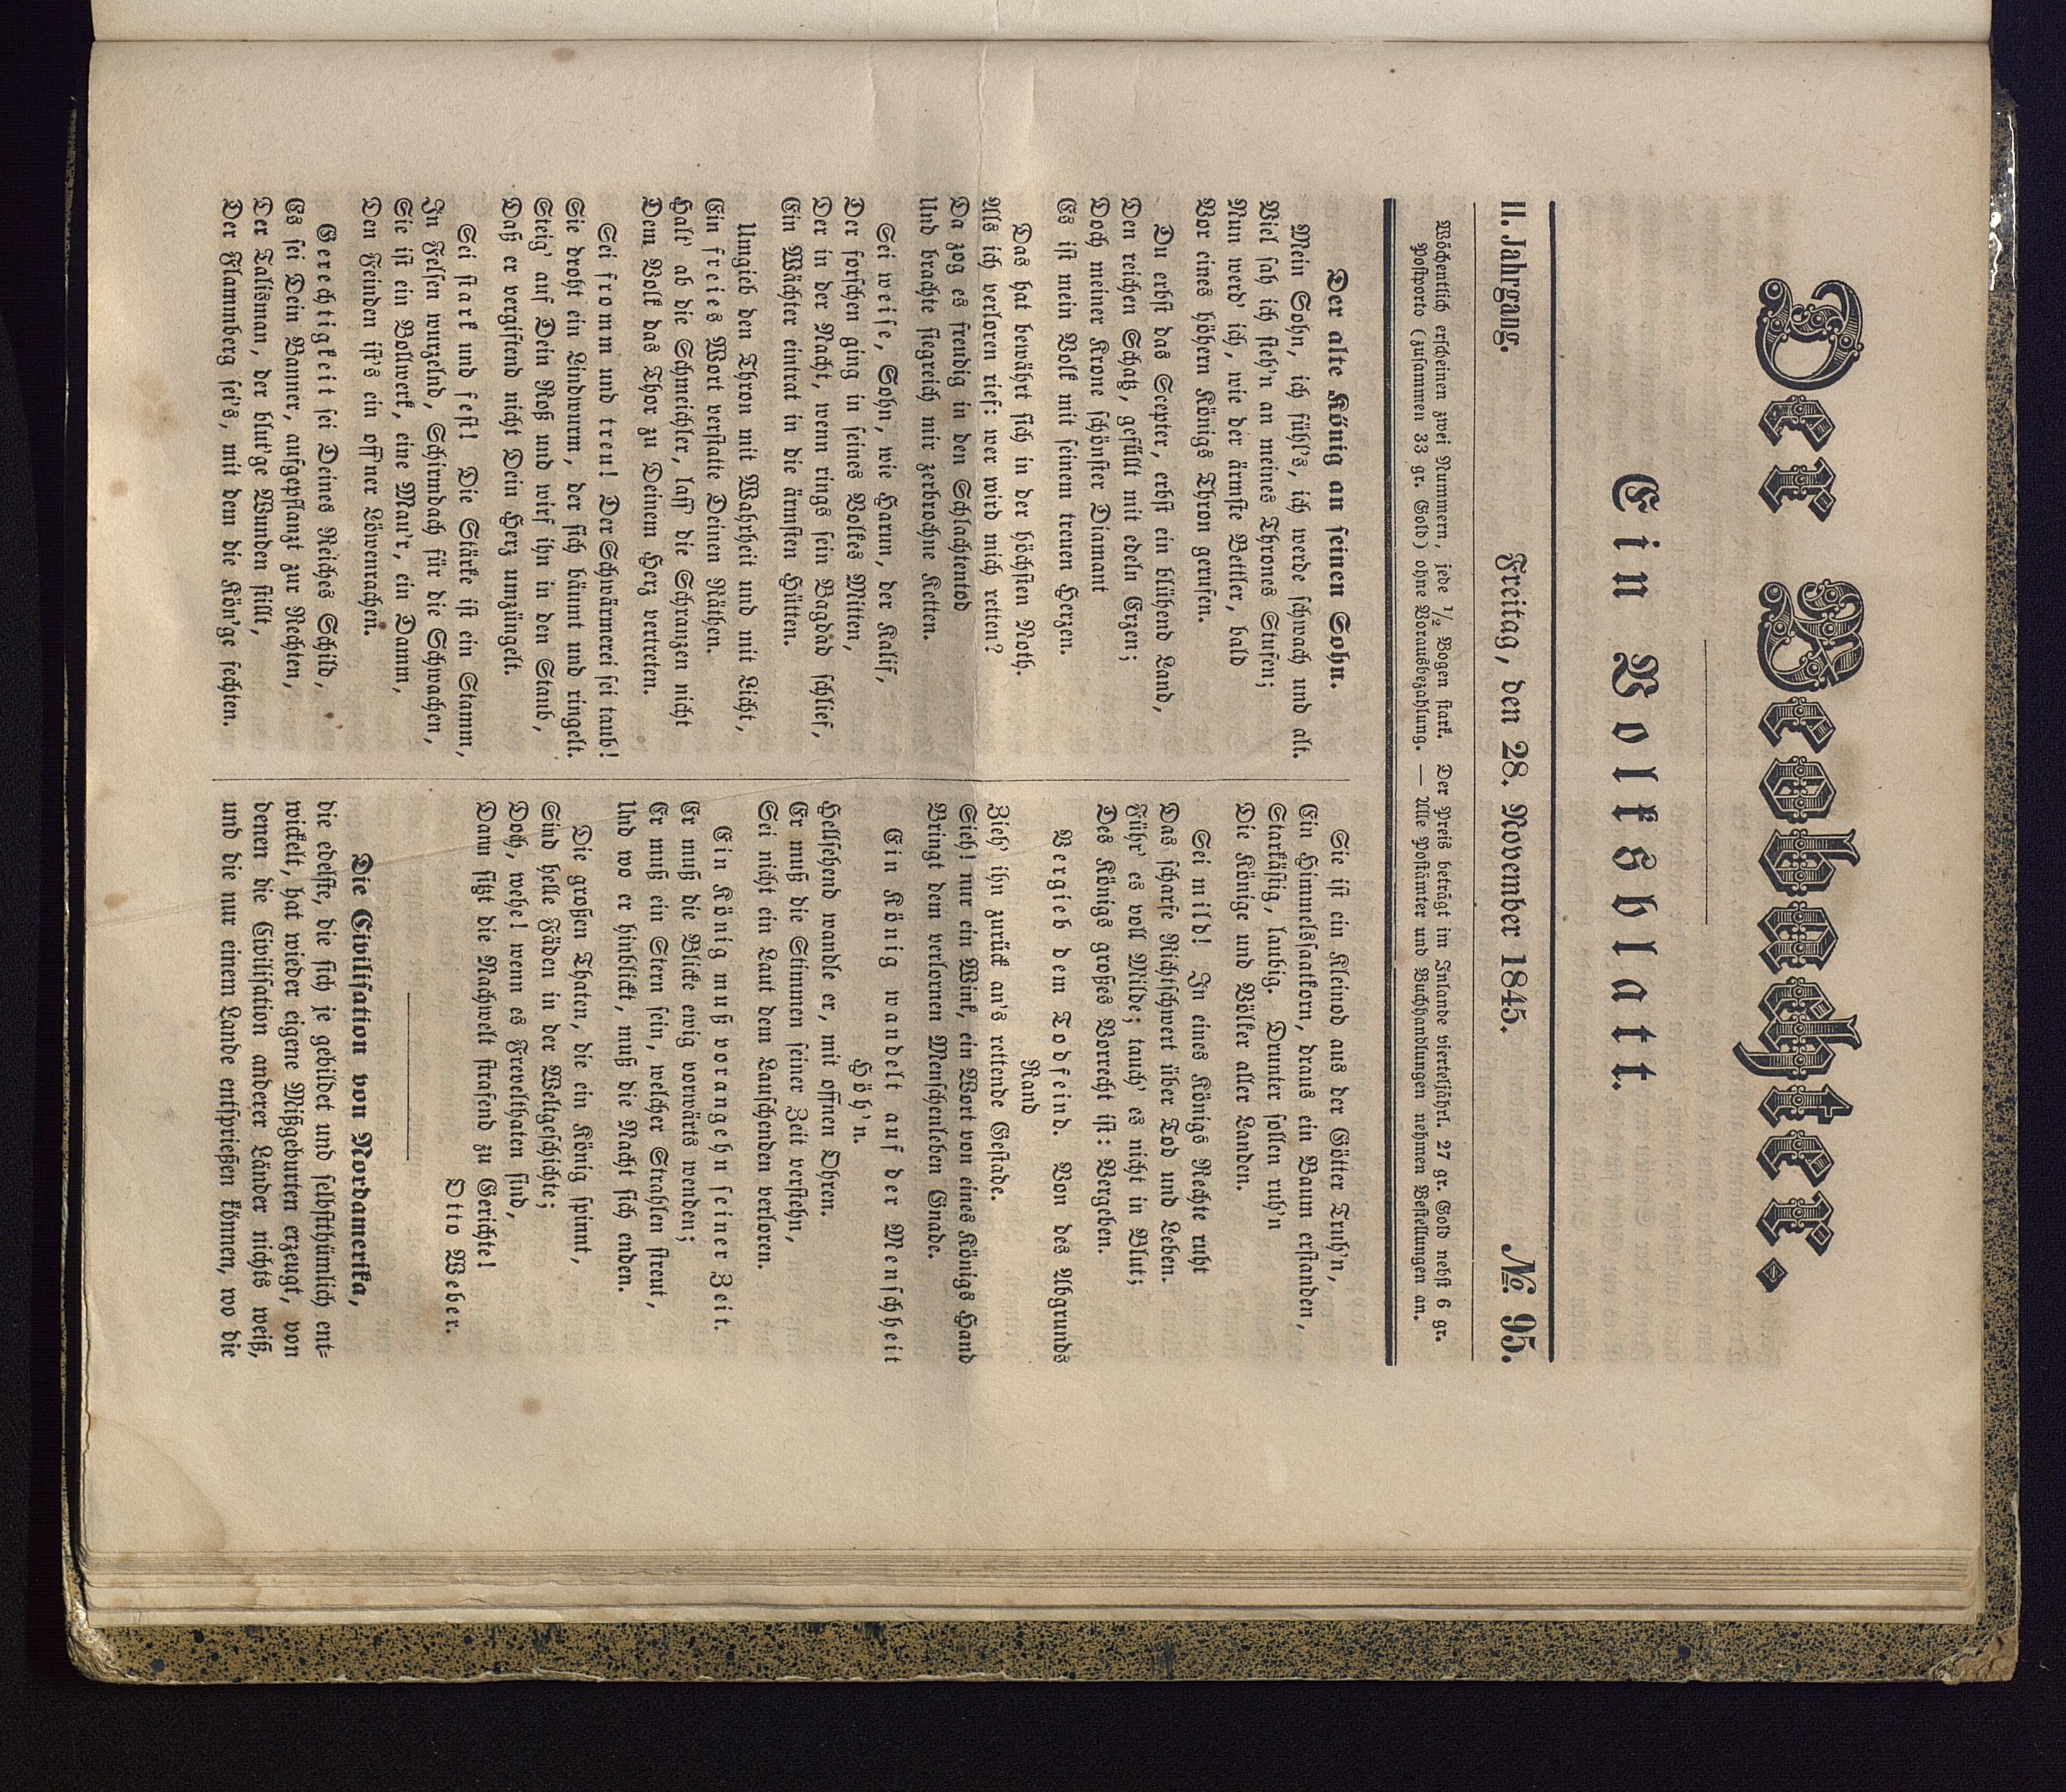 Der Beobachter.
Ein Volksblatt.
II. Jahrgang. Freitag, den 28. November 1845. № 95.
Wöchentlich erscheinen zwei Nummern, jede ½ Bogen stark. Der Preis beträgt im Inlande vierteljährl. 27 gr. Gold nebst 6 gr.
Postporto (zusammen 33 gr. Gold) ohne Vorausbezahlung. — Alle Postämter und Buchhandlungen nehmen Bestellungen an.
Der alte König an seinen Sohn.
Mein Sohn, ich fühl's, ich werde schwach und alt.
Viel sah ich steh'n an meines Thrones Stufen;
Nun werd' ich, wie der ärmste Bettler, bald
Vor eines höhern Königs Thron gerufen.
Du erbst das Scepter, erbst ein blühend Land,
Den reichen Schatz, gefüllt mit edeln Erzen;
Doch meiner Krone schönster Diamant
Es ist mein Volk mit seinem treuen Herzen.
Das hat bewährt sich in der höchsten Noth.
Als ich verloren rief: wer wird mich retten?
Da zog es freudig in den Schlachtentod
Und brachte siegreich mir zerbrochne Ketten.
Sei weise, Sohn, wie Harun, der Kalif,
Der forschen ging in seines Volkes Mitten,
Der in der Nacht, wenn rings sein Bagdad schlief,
Ein Wächter eintrat in die ärmsten Hütten.
Umgieb den Thron mit Wahrheit und mit Licht,
Ein freies Wort verstatte Deinen Räthen.
Halt' ab die Schmeichler, lass' die Schranzen nicht
Dem Volk das Thor zu Deinem Herz vertreten.
Sei fromm und treu! Der Schwärmerei sei taub!
Sie droht ein Lindwurm, der sich bäumt und ringelt.
Steig' auf Dein Roß und wirf ihn in den Staub,
Daß er vergiftend nicht Dein Herz umzüngelt.
Sei stark und fest! Die Stärke ist ein Stamm,
In Felsen wurzelnd, Schirmdach für die Schwachen,
Sie ist ein Bollwerk, eine Mau'r, ein Damm,
Den Feinden ist's ein off'ner Löwenrachen.
Gerechtigkeit sei Deines Reiches Schild,
Es sei Dein Banner, aufgepflanzt zur Rechten,
Der Talisman, der blut'ge Wunden stillt,
Der Flammberg sei's, mit dem die Kön'ge fechten.
Sie ist ein Kleinod aus der Götter Truh'n,
Ein Himmelssaatkorn, draus ein Baum erstanden,
Starkästig, laubig. Drunter sollen ruh'n
Die Könige und Völker aller Landen.
Sei mild! In eines Königs Rechte ruht
Das scharfe Richtschwert über Tod und Leben.
Führ' es voll Milde; tauch' es nicht in Blut;
Des Königs großes Vorrecht ist: Vergeben.
Vergieb dem Todfeind. Von des Abgrunds
Rand
Zieh' ihn zurück an's rettende Gestade.
Sieh! nur ein Wink, ein Wort von eines Königs Hand
Bringt dem verlornen Menschenleben Gnade.
Ein König wandelt auf der Menschheit
Höh'n.
Hellsehend wandle er, mit offnen Ohren.
Er muß die Stimmen seiner Zeit verstehn,
Sei nicht ein Laut dem Lauschenden verloren.
Ein König muß vorangehn seiner Zeit.
Er muß die Blicke ewig vorwärts wenden;
Er muß ein Stern sein, welcher Strahlen streut,
Und wo er hinblickt, muß die Nacht sich enden.
Die großen Thaten, die ein König spinnt,
Sind helle Fäden in der Weltgeschichte;
Doch, wehe! wenn es Frevelthaten sind,
Dann sitzt die Nachwelt strafend zu Gerichte!
Otto Weber.
Die Civilisation von Nordamerika,
die edelste, die sich je gebildet und selbstthümlich ent=
wickelt, hat wieder eigene Mißgeburten erzeugt, von
denen die Civilisation anderer Länder nichts weiß,
und die nur einem Lande entsprießen können, wo die